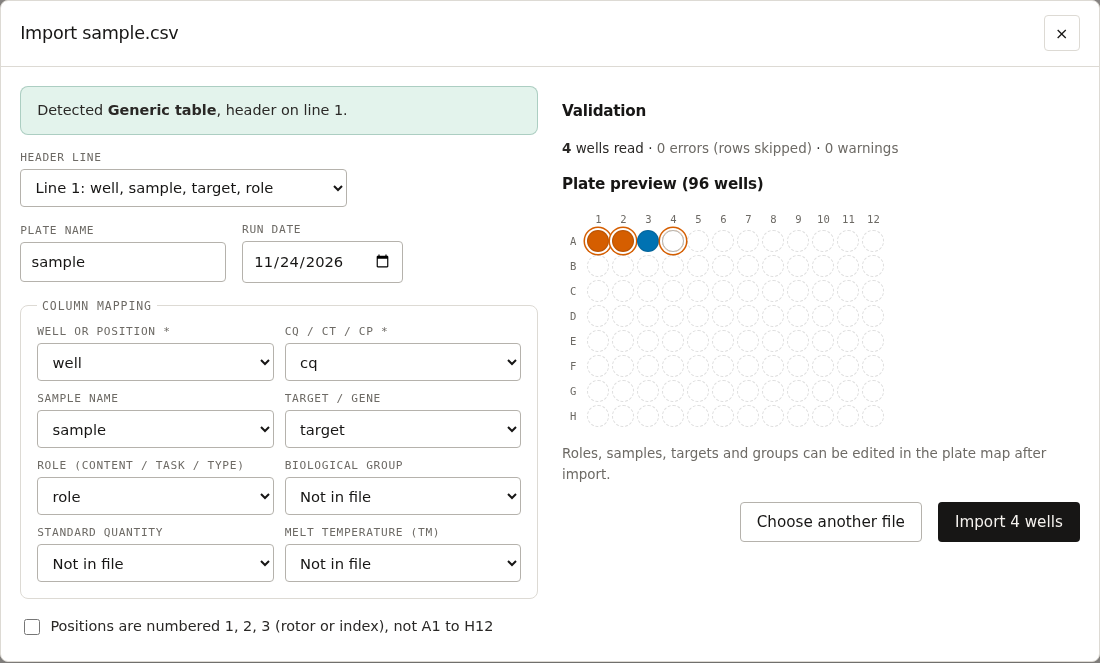 Import sample.csv
×
Detected Generic table, header on line 1.
HEADER LINE
Line 1: well, sample, target, role
PLATE NAME
RUN DATE
sample
11/24/2026
COLUMN MAPPING
WELL OR POSITION *
CQ / CT / CP *
well
cq
SAMPLE NAME
TARGET / GENE
sample
target
ROLE (CONTENT / TASK / TYPE)
BIOLOGICAL GROUP
role
Not in file
STANDARD QUANTITY
MELT TEMPERATURE (TM)
Not in file
Not in file
Positions are numbered 1, 2, 3 (rotor or index), not A1 to H12
Validation
4 wells read · 0 errors (rows skipped) · 0 warnings
Plate preview (96 wells)
1 2 3 4 5 6 7 8 9 10 11 12
A
B
C
D
E
F
G
H
Roles, samples, targets and groups can be edited in the plate map after
import.
Choose another file
Import 4 wells